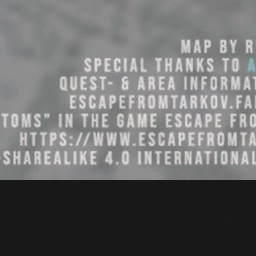 MAP BY R
SPECIAL THANKS TO A
QUEST- & AREA INFORMAT
ESCAPEFROMTARKOV.FA
TOMS" IN THE GAME ESCAPE FRO
HTTPS://WWW.ESCAPEFROMTA
-SHAREALIKE 4.0 INTERNATIONAL